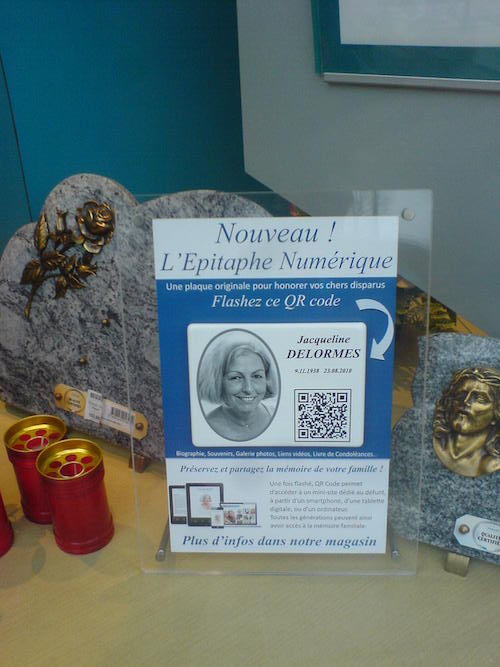 Nouveau !
L'Epitaphe Numérique
Une plaque originale pour honorer vos chers disparus
Flashez ce QR code
Jacqueline
DELORMES
9.11.1938 23.08.2010
Biographie, Souvenirs, Galerie photos, Liens vidéos, Livre de Condoléances..
Préservez et partagez la mémoire de votre famille !
Une fois flashé, QR Code permet
d'accéder à un mini-site dédié au défunt,
à partir d'un smartphone, d'une tablette
digitale, ou d'un ordinateur.
Toutes les générations peuvent ainsi
avoir accès à la mémoire familiale.
Plus d'infos dans notre magasin